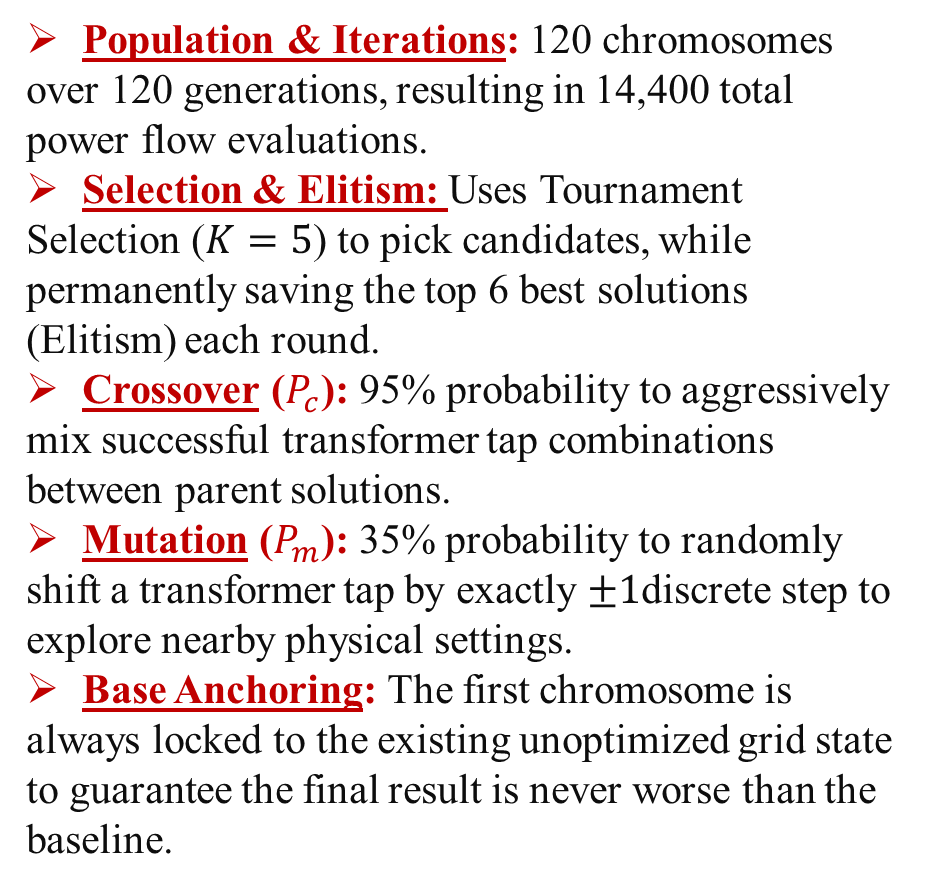 ➢ Population & Iterations: 120 chromosomes
over 120 generations, resulting in 14,400 total
power flow evaluations.
➢ Selection & Elitism: Uses Tournament
Selection (K = 5) to pick candidates, while
permanently saving the top 6 best solutions
(Elitism) each round.
➢ Crossover (P_c): 95% probability to aggressively
mix successful transformer tap combinations
between parent solutions.
➢ Mutation (P_m): 35% probability to randomly
shift a transformer tap by exactly ±1discrete step to
explore nearby physical settings.
➢ Base Anchoring: The first chromosome is
always locked to the existing unoptimized grid state
to guarantee the final result is never worse than the
baseline.